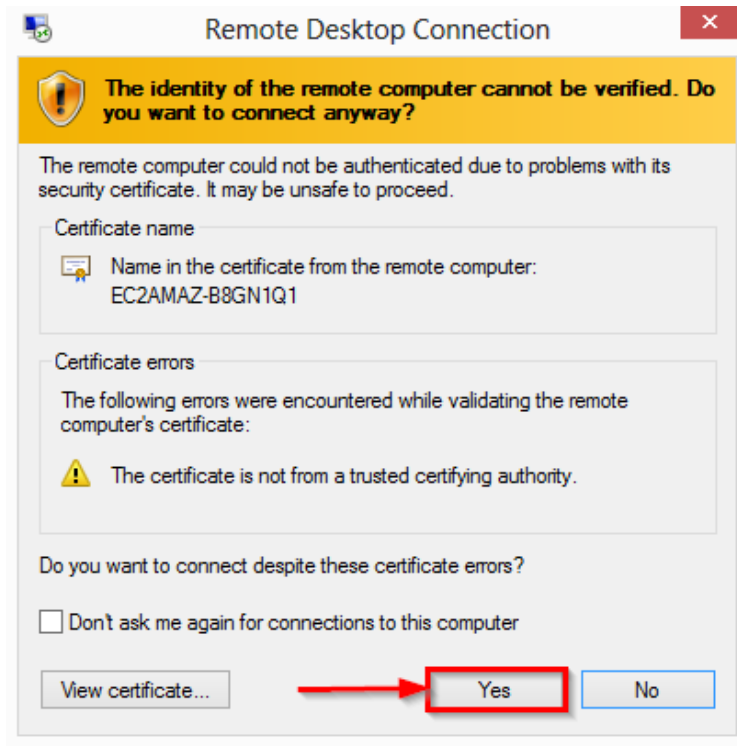 Remote Desktop Connection
The identity of the remote computer cannot be verified. Do
you want to connect anyway?
The remote computer could not be authenticated due to problems with its
security certificate. It may be unsafe to proceed.
Certificate name
Name in the certificate from the remote computer:
EC2AMAZ-B8GN1Q1
Certificate errors
The following errors were encountered while validating the remote
computer's certificate:
The certificate is not from a trusted certifying authority.
Do you want to connect despite these certificate errors?
Don't ask me again for connections to this computer
View certificate...
Yes
No